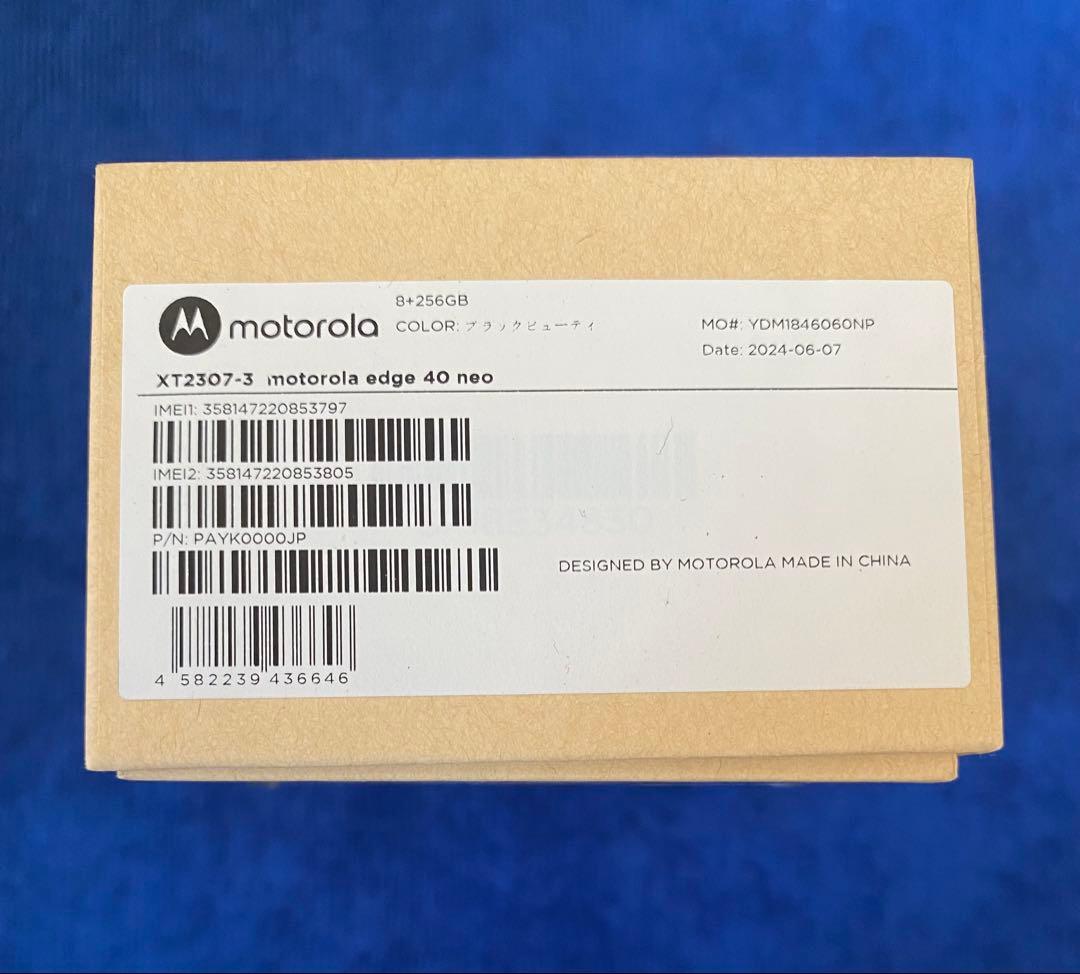 motorola
8+256GB
COLOR: ブラックビューティ
MO#: YDM1846060NP
Date: 2024-06-07
XT2307-3 motorola edge 40 neo
IMEI1: 358147220853797
IMEI2: 358147220853805
P/N: PAYK0000JP
DESIGNED BY MOTOROLA MADE IN CHINA
4 582239 436646